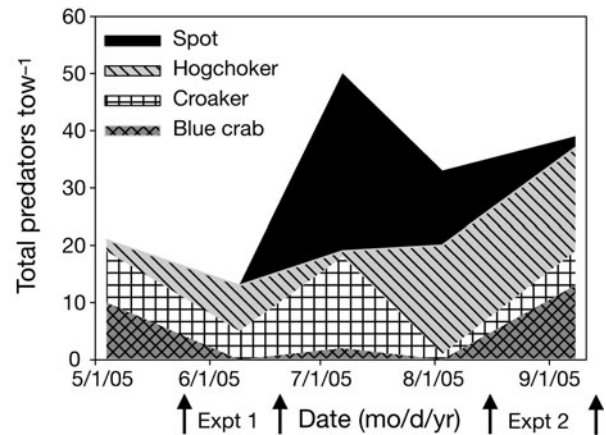 60
50
40
30
20
10
0
Total predators tow⁻¹
Spot
Hogchoker
Croaker
Blue crab
5/1/05 6/1/05 7/1/05 8/1/05 9/1/05
Expt 1 Date (mo/d/yr) Expt 2